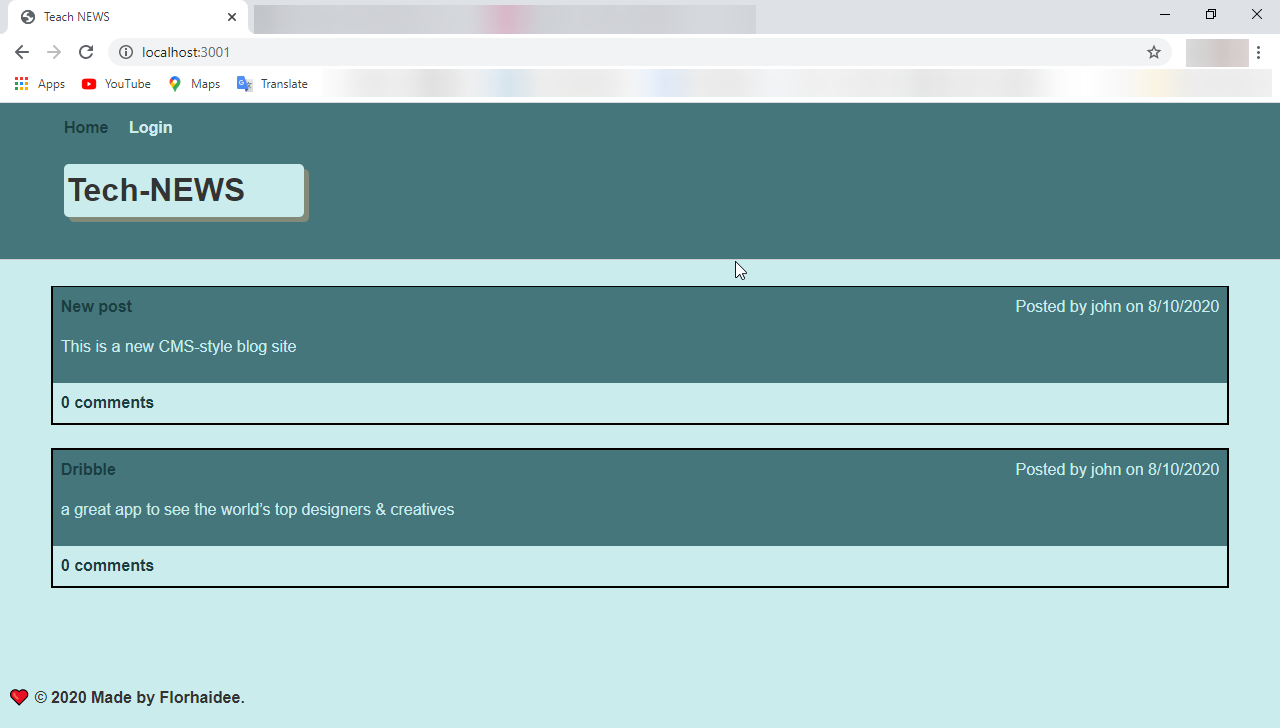 Teach NEWS
localhost:3001
Apps YouTube Maps Translate
Home Login
Tech-NEWS
New post Posted by john on 8/10/2020
This is a new CMS-style blog site
0 comments
Dribble Posted by john on 8/10/2020
a great app to see the world's top designers & creatives
0 comments
© 2020 Made by Florhaidee.